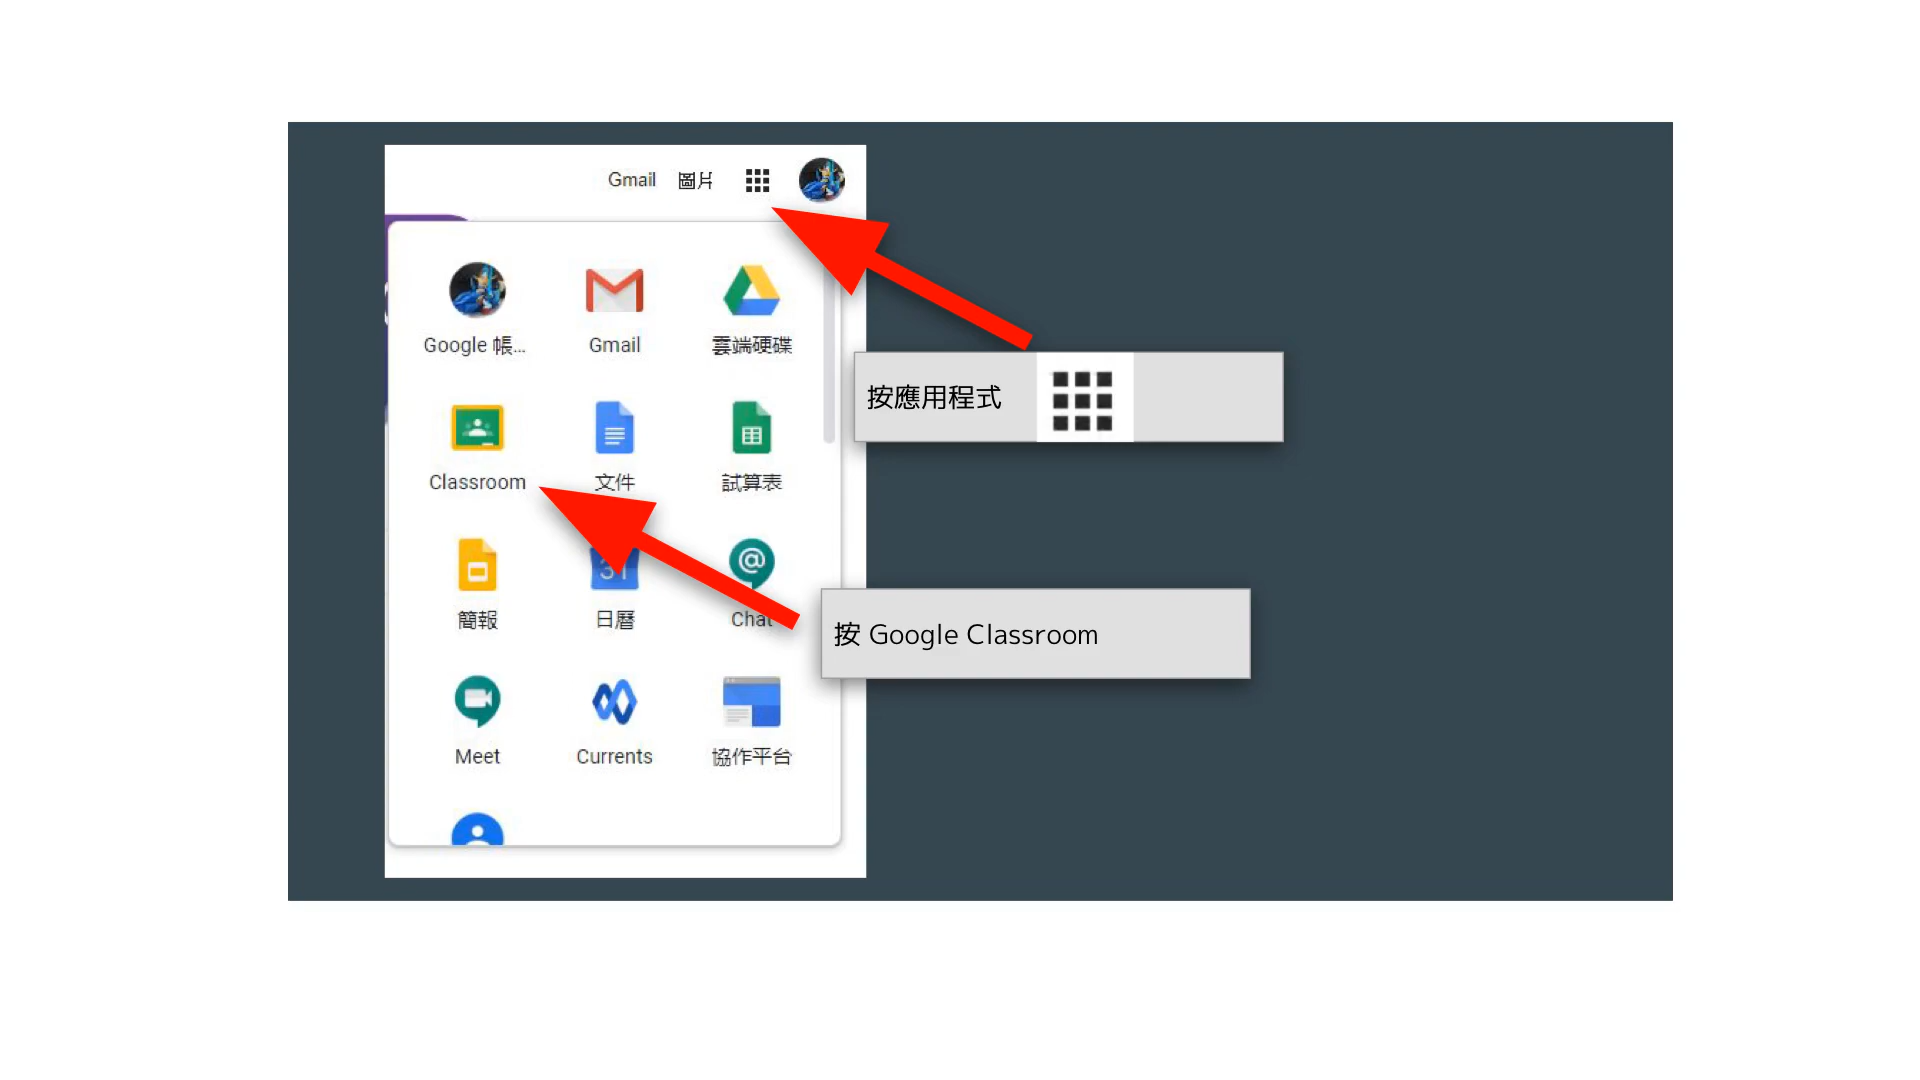 Gmail 圖片
Google 帳... Gmail 雲端硬碟
按應用程式
Classroom 文件 試算表
31 @
簡報 日曆 Chat
按 Google Classroom
Meet Currents 協作平台